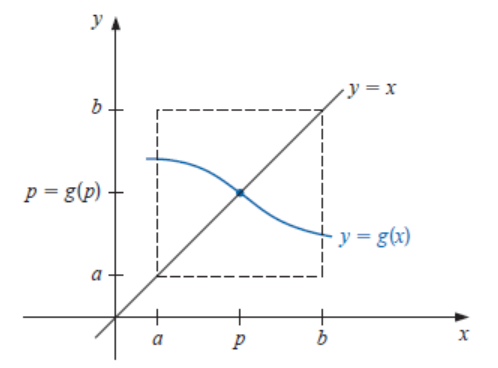 y
y = x
b
p = g(p)
y = g(x)
a
a
p
b
x